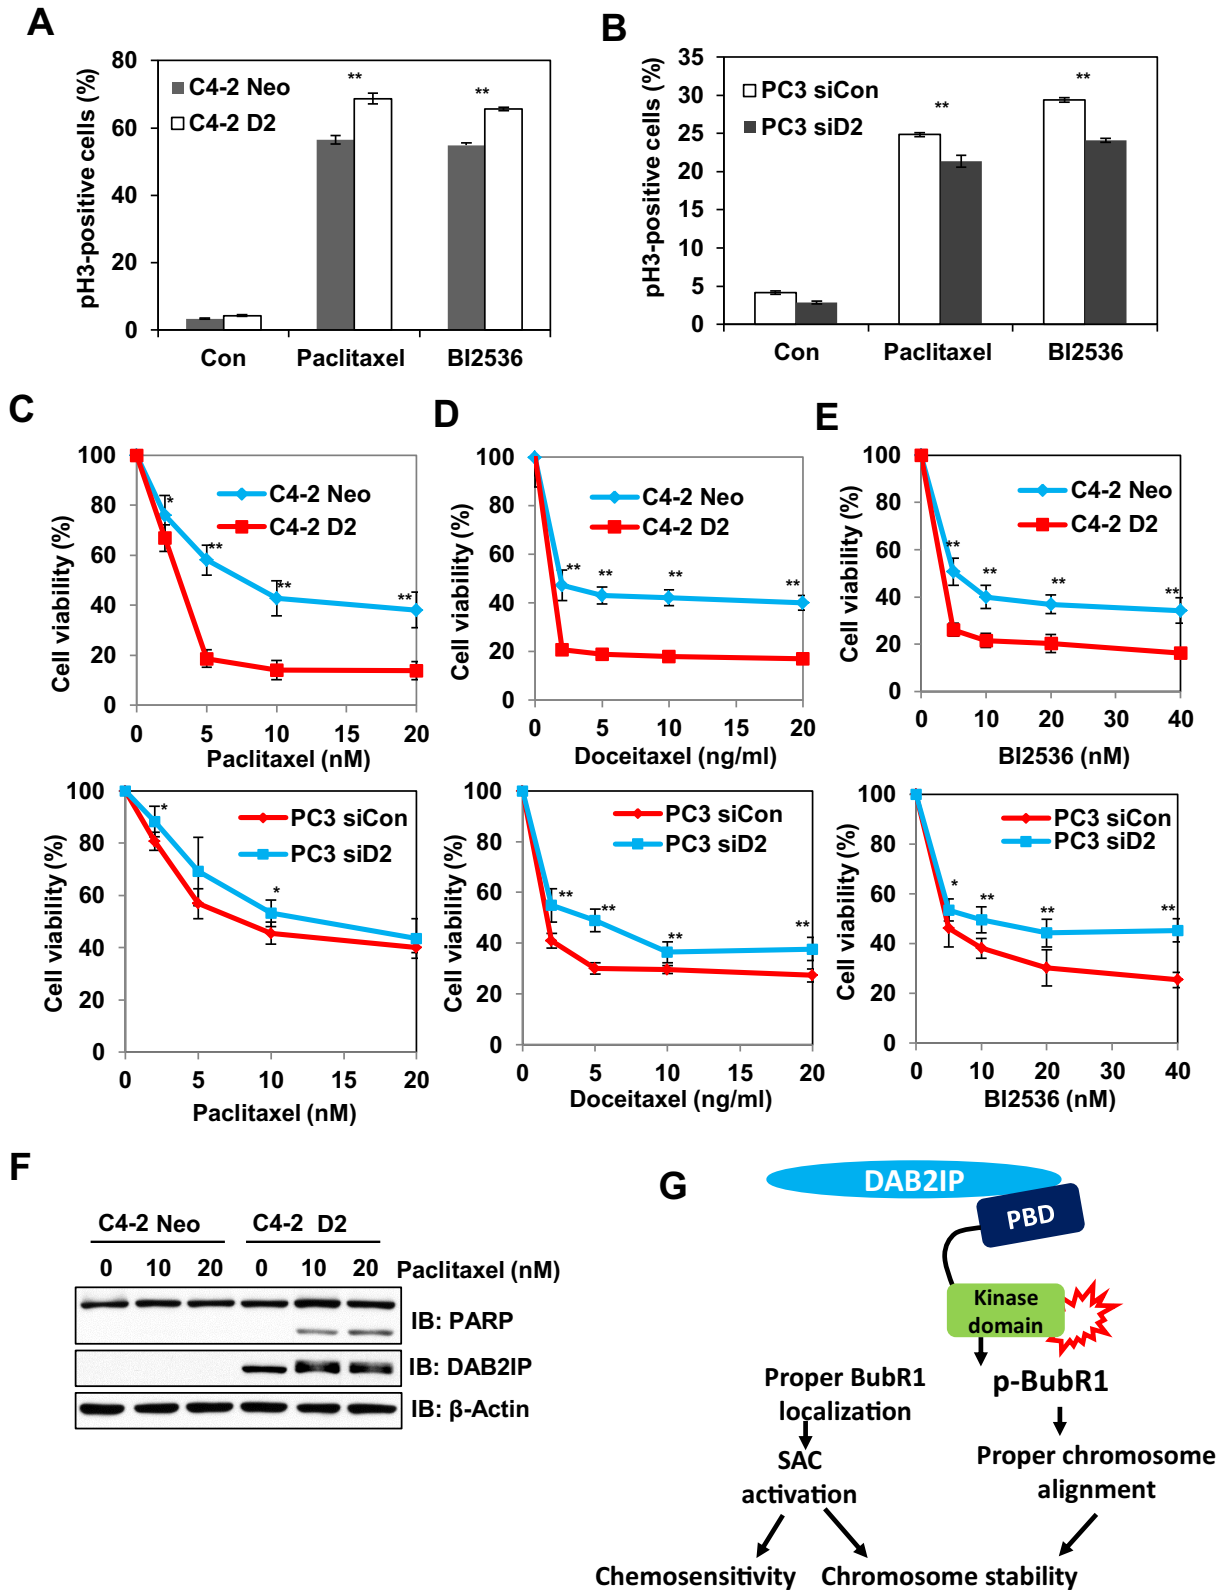 A
pH3-positive cells (%)
80
60
40
20
0
C4-2 Neo
C4-2 D2
**
**
Con
Paclitaxel
BI2536
B
pH3-positive cells (%)
35
30
25
20
15
10
5
0
PC3 siCon
PC3 siD2
**
**
Con
Paclitaxel
BI2536
C
Cell viability (%)
100
80
60
40
20
0
C4-2 Neo
C4-2 D2
*
**
**
**
0 5 10 15 20
Paclitaxel (nM)
Cell viability (%)
100
80
60
40
20
0
PC3 siCon
PC3 siD2
*
*
0 5 10 15 20
Paclitaxel (nM)
D
Cell viability (%)
100
80
60
40
20
0
C4-2 Neo
C4-2 D2
**
**
**
**
0 5 10 15 20
Doceitaxel (ng/ml)
Cell viability (%)
100
80
60
40
20
0
PC3 siCon
PC3 siD2
**
**
**
**
0 5 10 15 20
Doceitaxel (ng/ml)
E
Cell viability (%)
100
80
60
40
20
0
C4-2 Neo
C4-2 D2
**
**
**
**
0 10 20 30 40
BI2536 (nM)
Cell viability (%)
100
80
60
40
20
0
PC3 siCon
PC3 siD2
*
**
**
**
0 10 20 30 40
BI2536 (nM)
F
C4-2 Neo C4-2 D2
0 10 20 0 10 20 Paclitaxel (nM)
IB: PARP
IB: DAB2IP
IB: β-Actin
G
DAB2IP
PBD
Kinase
domain
Proper BubR1
localization
p-BubR1
SAC
activation
Proper chromosome
alignment
Chemosensitivity
Chromosome stability